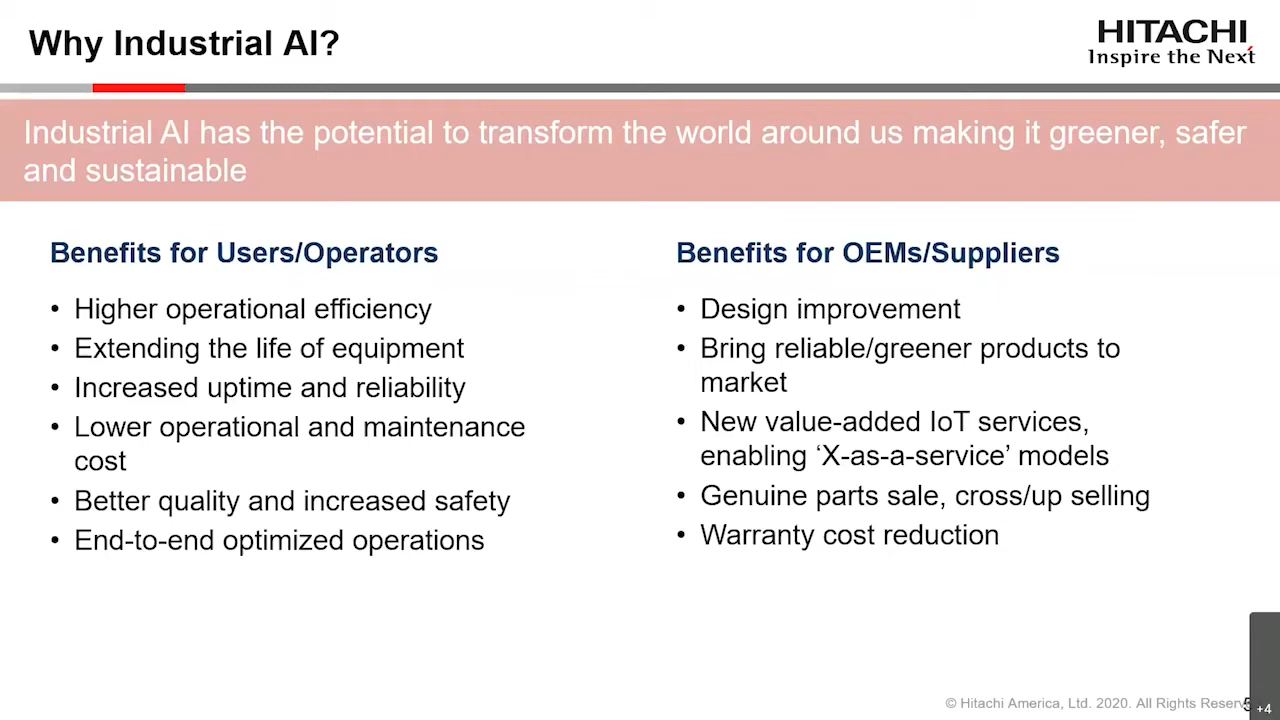 Why Industrial AI?
HITACHI
Inspire the Next
Industrial AI has the potential to transform the world around us making it greener, safer
and sustainable
Benefits for Users/Operators
• Higher operational efficiency
• Extending the life of equipment
• Increased uptime and reliability
• Lower operational and maintenance
cost
• Better quality and increased safety
• End-to-end optimized operations
Benefits for OEMs/Suppliers
• Design improvement
• Bring reliable/greener products to
market
• New value-added IoT services,
enabling ‘X-as-a-service’ models
• Genuine parts sale, cross/up selling
• Warranty cost reduction
© Hitachi America, Ltd. 2020. All Rights Reserv
5
+4